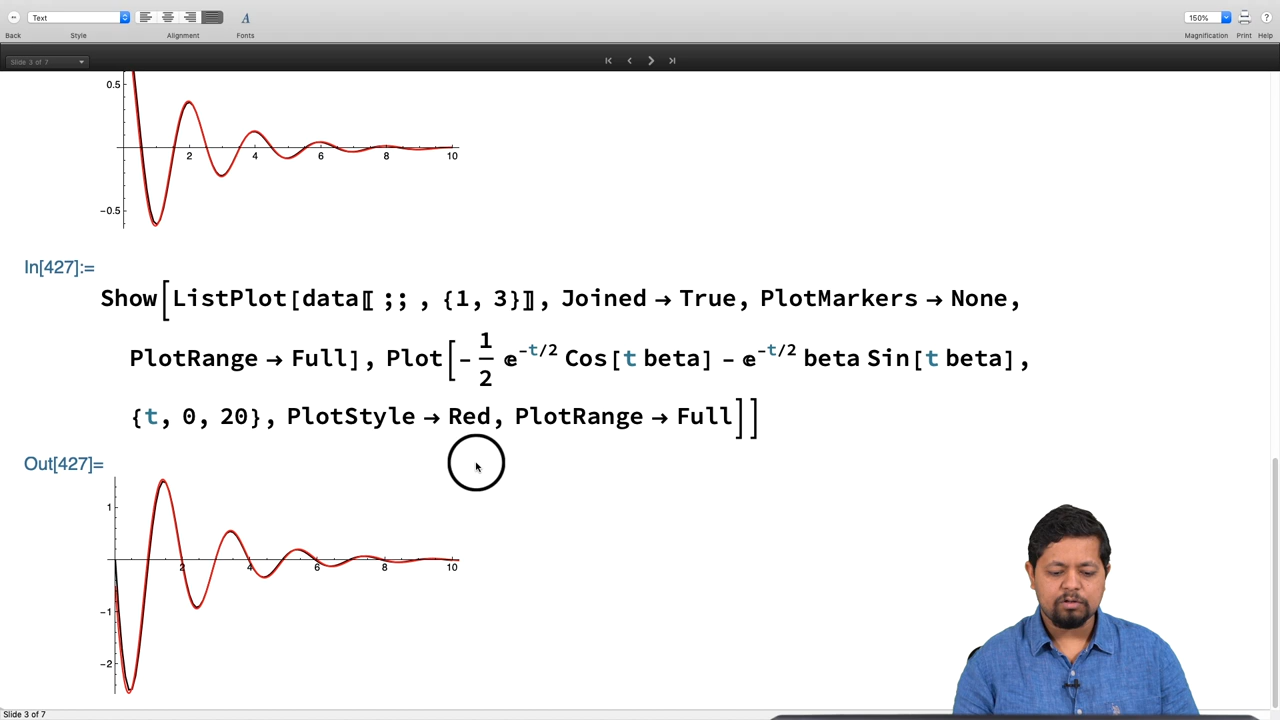 Text
150%
Back
Style
Alignment
Fonts
Magnification
Print
Help
Slide 3 of 7
0.5
2 4 6 8 10
-0.5
In[427]:=
Show[ListPlot[data[[ ;; , {1, 3}]], Joined → True, PlotMarkers → None,
PlotRange → Full], Plot[- 1/2 e^(-t/2) Cos[t beta] - e^(-t/2) beta Sin[t beta],
{t, 0, 20}, PlotStyle → Red, PlotRange → Full]]
Out[427]=
1
2 4 6 8 10
-1
-2
Slide 3 of 7